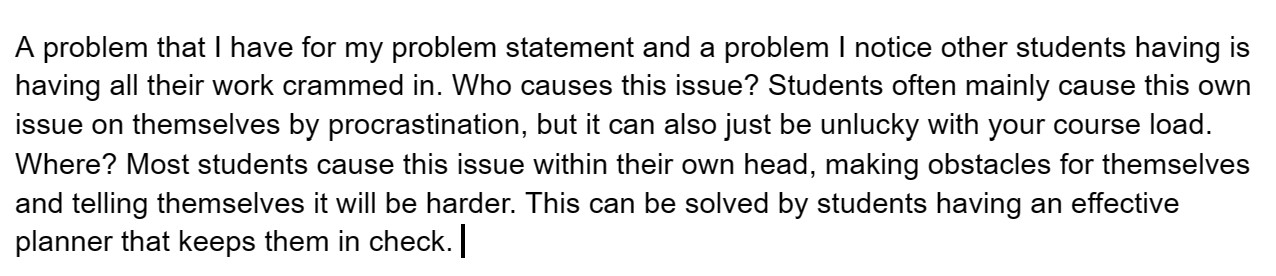 A problem that I have for my problem statement and a problem I notice other students having is
having all their work crammed in. Who causes this issue? Students often mainly cause this own
issue on themselves by procrastination, but it can also just be unlucky with your course load.
Where? Most students cause this issue within their own head, making obstacles for themselves
and telling themselves it will be harder. This can be solved by students having an effective
planner that keeps them in check.